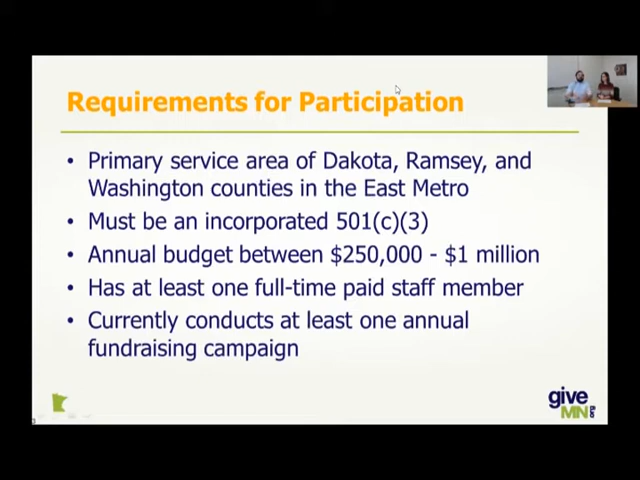 Requirements for Participation
• Primary service area of Dakota, Ramsey, and
Washington counties in the East Metro
• Must be an incorporated 501(c)(3)
• Annual budget between $250,000 - $1 million
• Has at least one full-time paid staff member
• Currently conducts at least one annual
fundraising campaign
give
MN.org